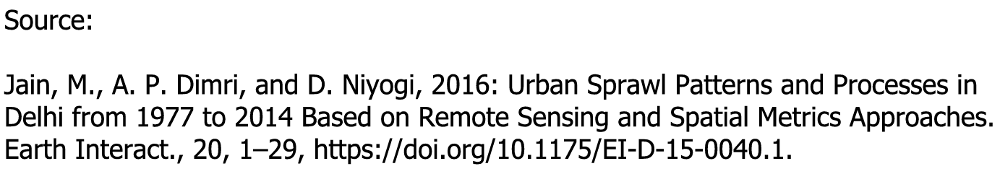 Source:
Jain, M., A. P. Dimri, and D. Niyogi, 2016: Urban Sprawl Patterns and Processes in
Delhi from 1977 to 2014 Based on Remote Sensing and Spatial Metrics Approaches.
Earth Interact., 20, 1–29, https://doi.org/10.1175/EI-D-15-0040.1.